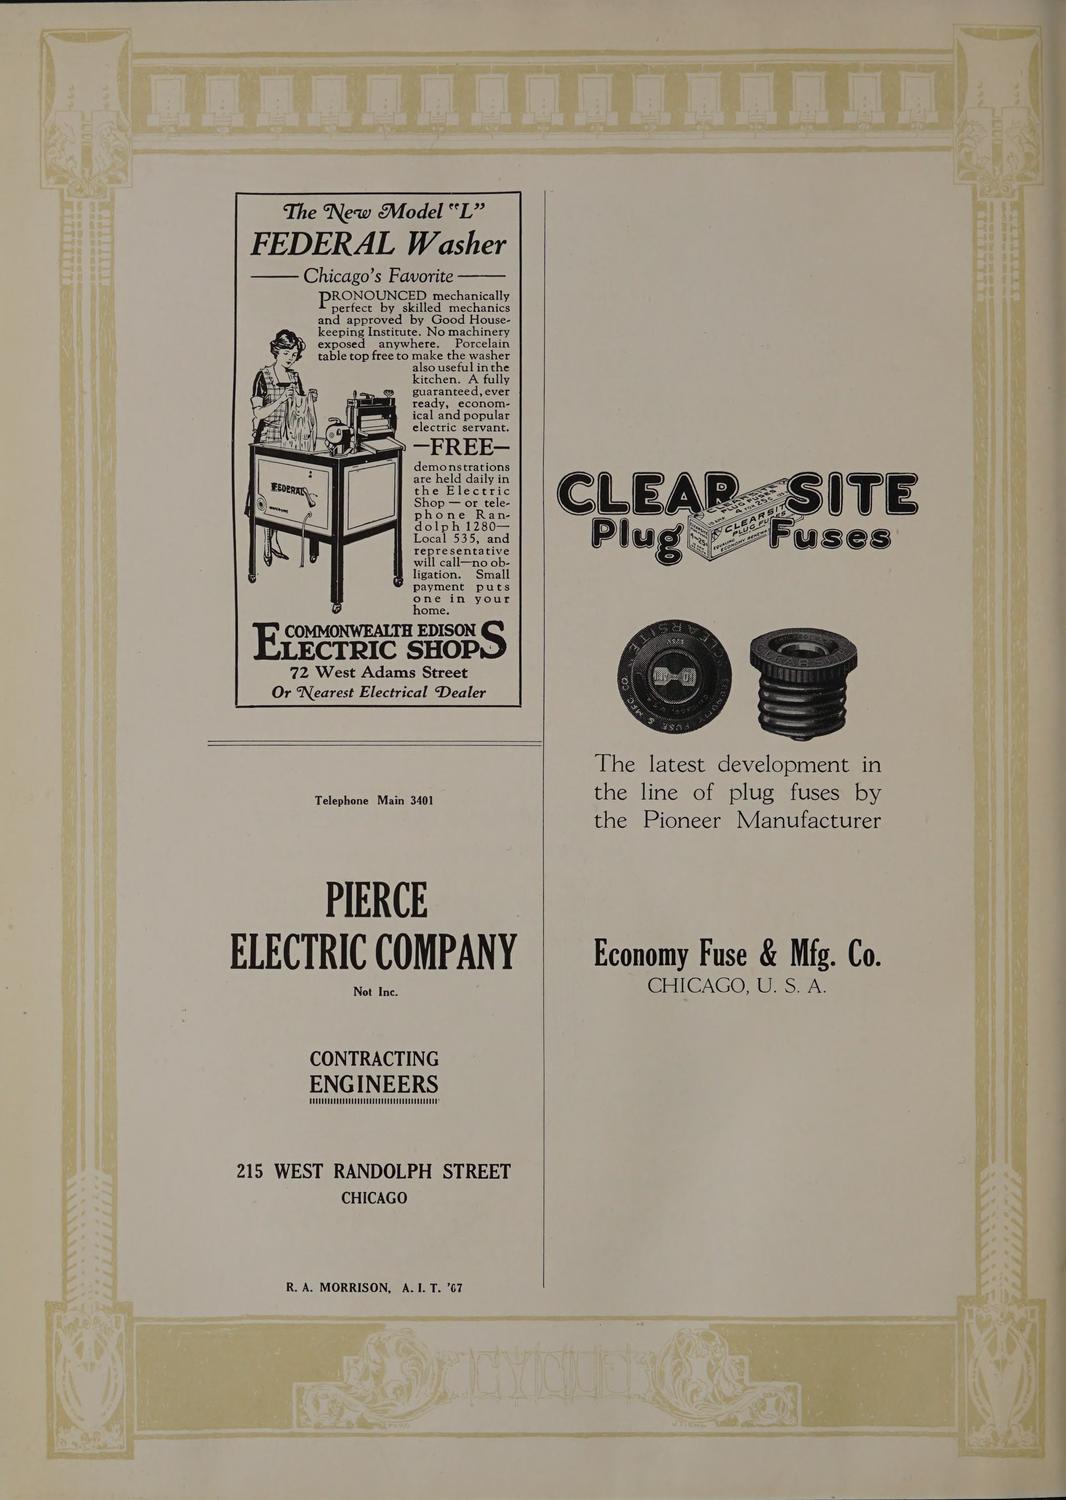 The New Model "L"
FEDERAL Washer
Chicago's Favorite
PRONOUNCED mechanically
perfect by skilled mechanics
and approved by Good House-
keeping Institute. No machinery
exposed anywhere. Porcelain
table top free to make the washer
also useful in the
kitchen. A fully
guaranteed, ever
ready, econom-
ical and popular
electric servant.
—FREE—
demonstrations
are held daily in
the Electric
Shop — or tele-
phone Ran-
dolph 1280—
Local 535, and
representative
will call—no ob-
ligation. Small
payment puts
one in your
home.
FEDERAL
COMMONWEALTH EDISON
ELECTRIC SHOPS
72 West Adams Street
Or Nearest Electrical Dealer
Telephone Main 3401
PIERCE
ELECTRIC COMPANY
Not Inc.
CONTRACTING
ENGINEERS
215 WEST RANDOLPH STREET
CHICAGO
R. A. MORRISON, A. I. T. '07
CLEAR SITE
Plug Fuses
CLEARSITE
PLUG FUSES
The latest development in
the line of plug fuses by
the Pioneer Manufacturer
Economy Fuse & Mfg. Co.
CHICAGO, U. S. A.